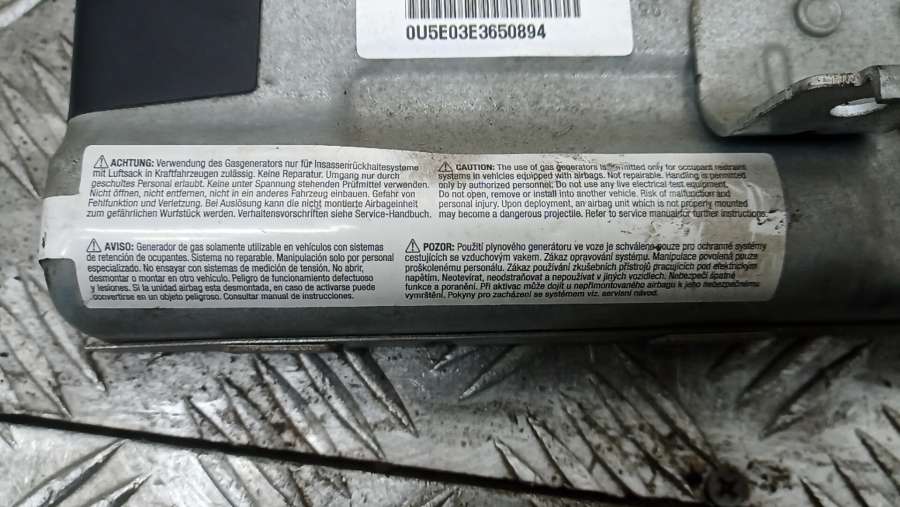 0U5E03E3650894
ACHTUNG: Verwendung des Gasgenerators nur für Insassenrückhaltesysteme
mit Luftsack in Kraftfahrzeugen zulässig. Keine Reparatur. Umgang nur durch
geschultes Personal erlaubt. Keine unter Spannung stehenden Prüfmittel verwenden.
Nicht öffnen, nicht entfernen, nicht in ein anderes Fahrzeug einbauen. Gefahr von
Fehlfunktion und Verletzung. Bei Auslösung kann die nicht montierte Airbageinheit
zum gefährlichen Wurfstück werden. Verhaltensvorschriften siehe Service-Handbuch.
CAUTION: The use of gas generators is permitted only for occupant restraint
systems in vehicles equipped with airbags. Not repairable. Handling is permitted
only by authorized personnel. Do not use any live electrical test equipment.
Do not open, remove or install into another vehicle. Risk of malfunction and
personal injury. Upon deployment, an airbag unit which is not properly mounted
may become a dangerous projectile. Refer to service manuals for further instructions.
AVISO: Generador de gas solamente utilizable en vehículos con sistemas
de retención de ocupantes. Sistema no reparable. Manipulación solo por personal
especializado. No ensayar con sistemas de medición de tensión. No abrir,
desmontar o montar en otro vehículo. Peligro de funcionamiento defectuoso
y lesiones. Si la unidad airbag esta desmontada, en caso de activarse puede
convertirse en un objeto peligroso. Consultar manual de instrucciones.
POZOR: Použití plynového generátoru ve voze je schváleno pouze pro ochranné systémy
cestujících se vzduchovým vakem. Zákaz opravování systému. Manipulace povolená pouze
proškolenému personálu. Zákaz používání zkušebních přístrojů pracujících pod elektrickým
napětím. Neotevírat, neodstraňovat a nepoužívat v jiných vozidlech. Nebezpečí špatné
funkce a poranění. Při aktivaci může dojít u nepřimontovaného airbagu k jeho nebezpečnému
vymrštění. Pokyny pro zacházení se systémem viz. servisní návod.